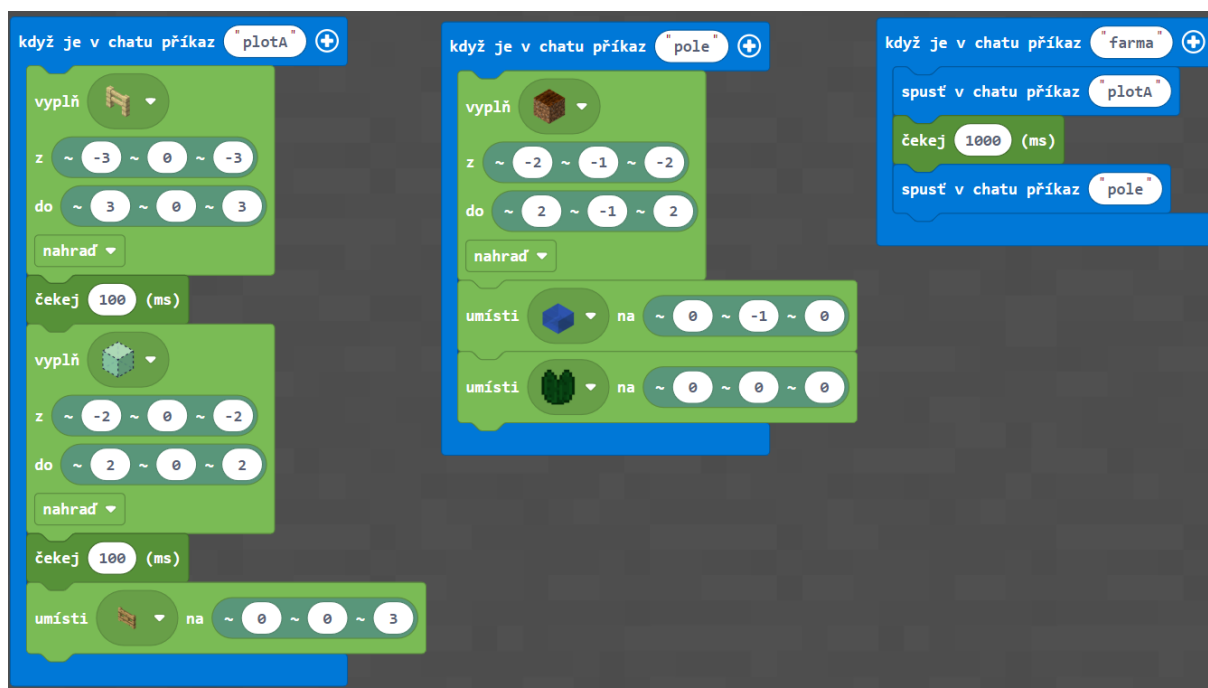 když je v chatu příkaz "plotA"
vyplň
z ~ -3 ~ 0 ~ -3
do ~ 3 ~ 0 ~ 3
nahraď
čekej 100 (ms)
vyplň
z ~ -2 ~ 0 ~ -2
do ~ 2 ~ 0 ~ 2
nahraď
čekej 100 (ms)
umísti na ~ 0 ~ 0 ~ 3
když je v chatu příkaz "pole"
vyplň
z ~ -2 ~ -1 ~ -2
do ~ 2 ~ -1 ~ 2
nahraď
umísti na ~ 0 ~ -1 ~ 0
umísti na ~ 0 ~ 0 ~ 0
když je v chatu příkaz "farma"
spusť v chatu příkaz "plotA"
čekej 1000 (ms)
spusť v chatu příkaz "pole"